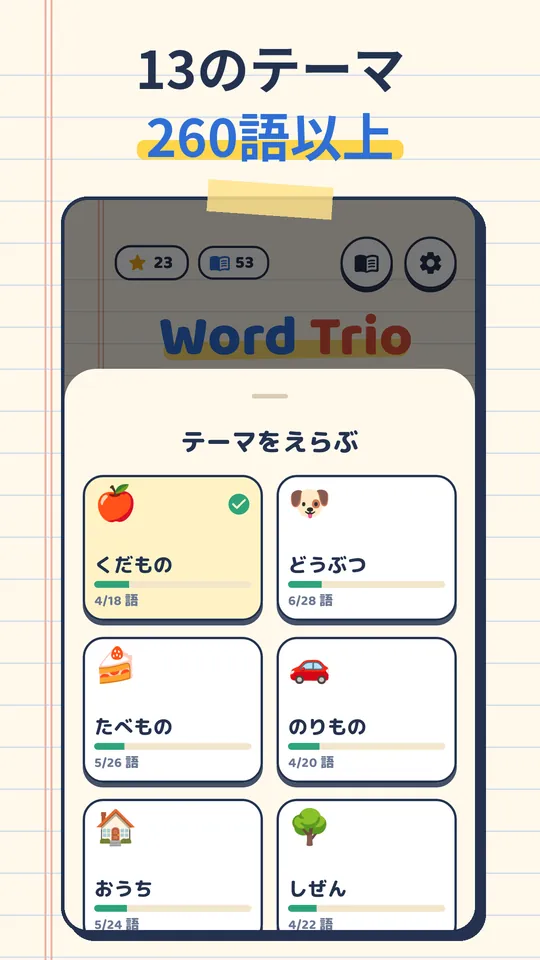 13のテーマ
260語以上
23
53
Word Trio
テーマをえらぶ
くだもの
4/18 語
どうぶつ
6/28 語
たべもの
5/26 語
のりもの
4/20 語
おうち
5/24 語
しぜん
4/22 語